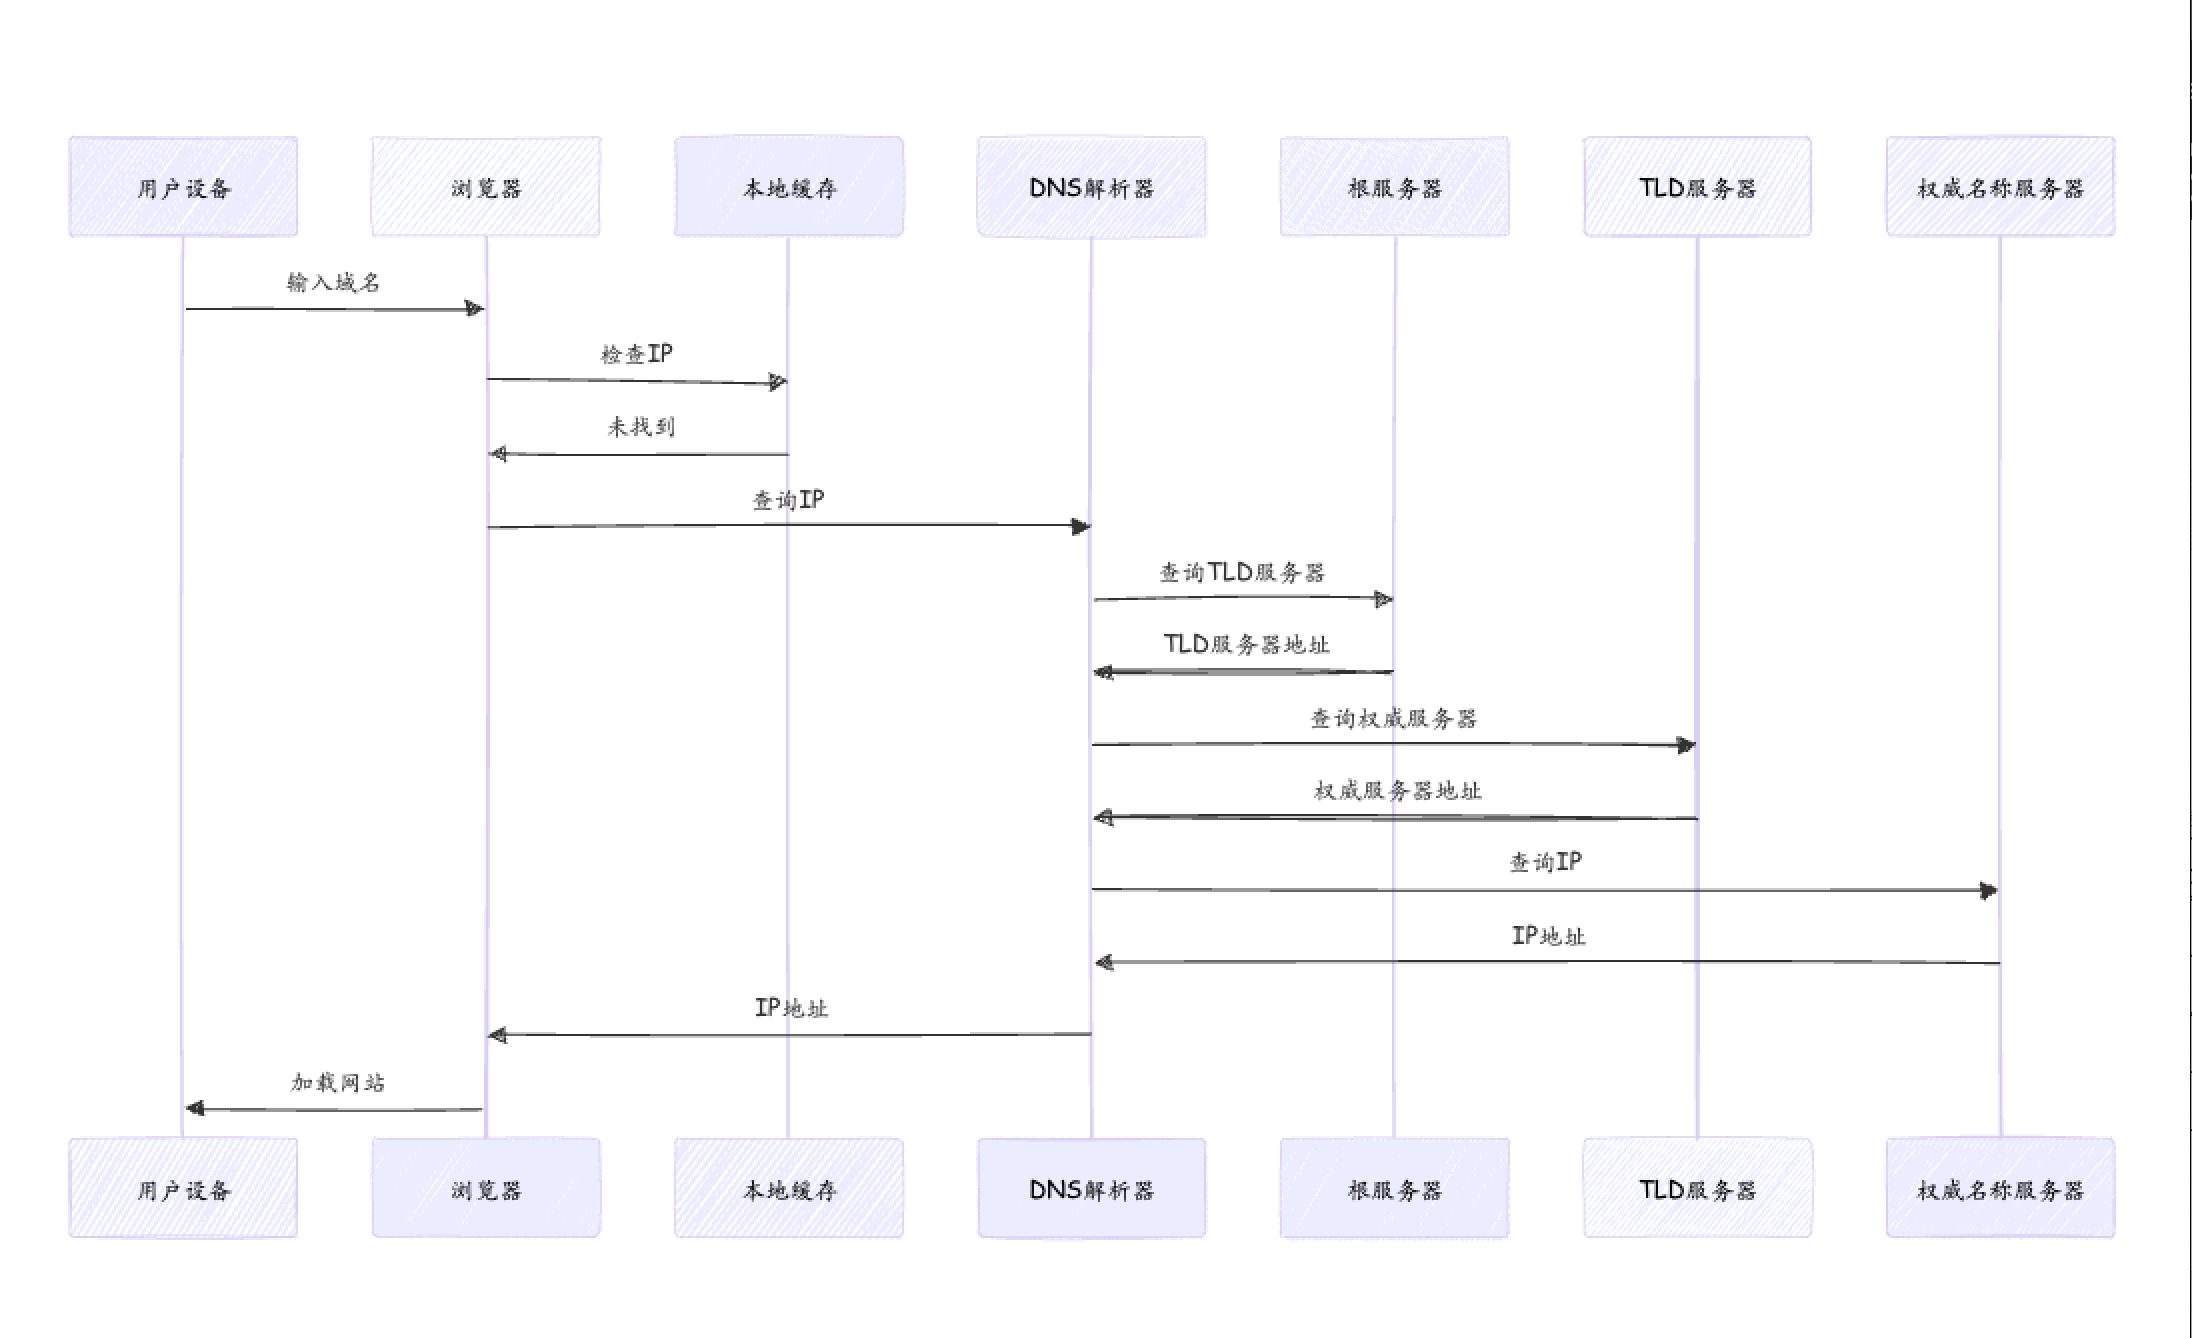 用户设备
浏览器
本地缓存
DNS解析器
根服务器
TLD服务器
权威名称服务器
输入域名
检查IP
未找到
查询IP
查询TLD服务器
TLD服务器地址
查询权威服务器
权威服务器地址
查询IP
IP地址
IP地址
加载网站
用户设备
浏览器
本地缓存
DNS解析器
根服务器
TLD服务器
权威名称服务器